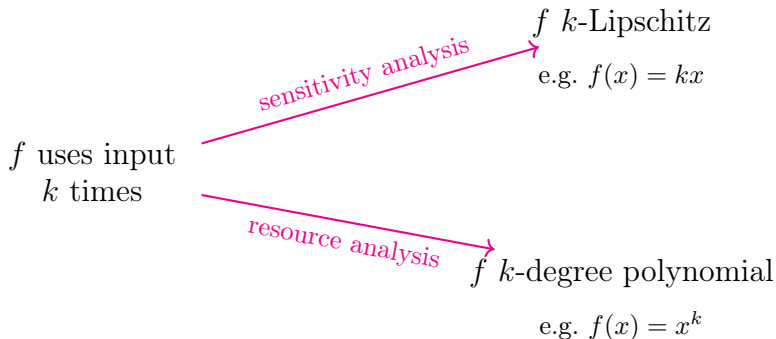 f k-Lipschitz
e.g. f(x) = kx
sensitivity analysis
f uses input
k times
resource analysis
f k-degree polynomial
e.g. f(x) = x^k